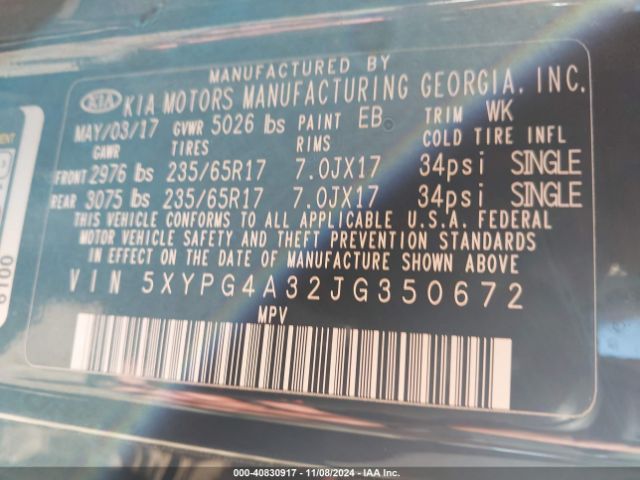 MANUFACTURED BY
KIA KIA MOTORS MANUFACTURING GEORGIA, INC.
MAY/03/17 GVWR 5026 lbs PAINT EB TRIM WK
GAWR TIRES RIMS COLD TIRE INFL
FRONT 2976 lbs 235/65R17 7.0JX17 34psi SINGLE
REAR 3075 lbs 235/65R17 7.0JX17 34psi SINGLE
THIS VEHICLE CONFORMS TO ALL APPLICABLE U.S.A. FEDERAL
MOTOR VEHICLE SAFETY AND THEFT PREVENTION STANDARDS
IN EFFECT ON THE DATE OF MANUFACTURE SHOWN ABOVE
VIN 5XYPG4A32JG350672
MPV
000-40830917 - 11/08/2024 - IAA Inc.